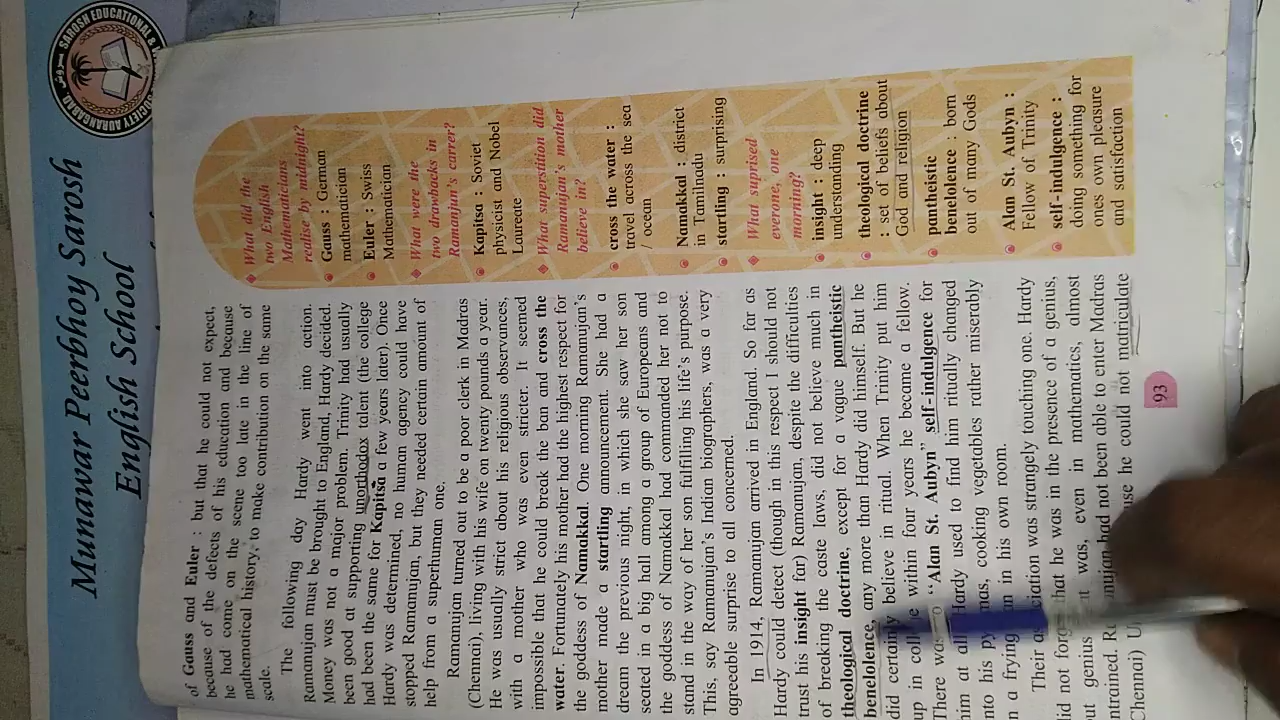 Munawar Peerbhoy Sarosh
English School
SAROSH EDUCATIONAL &
SOCIETY AURANGABAD
of Gauss and Euler : but that he could not expect,
because of the defects of his education and because
he had come on the scene too late in the line of
mathematical history, to make contribution on the same
scale.
The following day Hardy went into action.
Ramanujan must be brought to England, Hardy decided.
Money was not a major problem. Trinity had usually
been good at supporting unorthodox talent (the college
had been the same for Kapitsa a few years later). Once
Hardy was determined, no human agency could have
stopped Ramanujan, but they needed certain amount of
help from a superhuman one.
Ramanujan turned out to be a poor clerk in Madras
(Chennai), living with his wife on twenty pounds a year.
He was usually strict about his religious observances,
with a mother who was even stricter. It seemed
impossible that he could break the ban and cross the
water. Fortunately his mother had the highest respect for
the goddess of Namakkal. One morning Ramanujan's
mother made a startling announcement. She had a
dream the previous night, in which she saw her son
seated in a big hall among a group of Europeans and
the goddess of Namakkal had commanded her not to
stand in the way of her son fulfilling his life's purpose.
This, say Ramanujan's Indian biographers, was a very
agreeable surprise to all concerned.
In 1914, Ramanujan arrived in England. So far as
Hardy could detect (though in this respect I should not
trust his insight far) Ramanujan, despite the difficulties
of breaking the caste laws, did not believe much in
theological doctrine, except for a vague pantheistic
benelolence, any more than Hardy did himself. But he
did certainly believe in ritual. When Trinity put him
up in within four years he became a fellow.
There was "Alan St. Aubyn" self-indulgence for
him at all Hardy used to find him ritually changed
into his cooking vegetables rather miserably
in a frying in his own room.
Their was strangely touching one. Hardy
did not that he was in the presence of a genius,
but genius was, even in mathematics, almost
had not been able to enter Madras
Chennai) he could not matriculate
What did the
two English
Mathematicians
realise by midnight?
Gauss : German
mathematician
Euler : Swiss
Mathematician
What were the
two drawbacks in
Ramanjun's carrer?
Kapitsa : Soviet
physicist and Nobel
Laureate
What superstition did
Ramanujan's mother
believe in?
cross the water :
travel across the sea
/ ocean
Namakkal : district
in Tamilnadu
startling : surprising
What suprised
everyone, one
morning?
insight : deep
understanding
theological doctrine
: set of beliefs about
God and religion
pantheistic
benelolence : born
out of many Gods
Alan St. Aubyn :
Fellow of Trinity
self-indulgence :
doing something for
ones own pleasure
and satisfaction
93